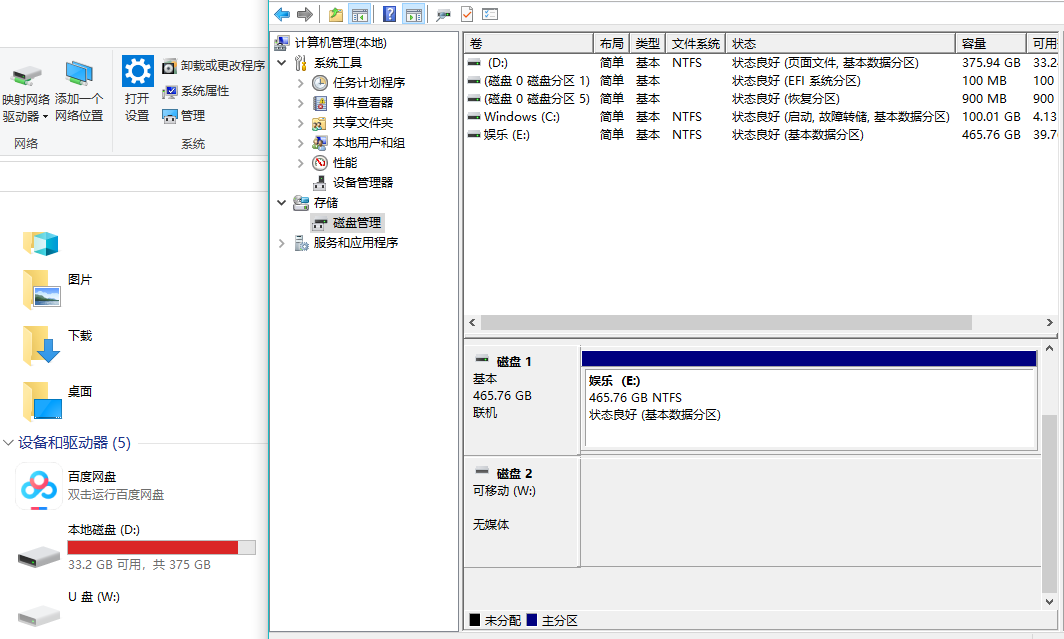 映射网络
驱动器
添加一个
网络位置
网络
打开
设置
卸载或更改程序
系统属性
管理
系统
图片
下载
桌面
设备和驱动器 (5)
百度网盘
双击运行百度网盘
本地磁盘 (D:)
33.2 GB 可用，共 375 GB
U 盘 (W:)
计算机管理(本地)
系统工具
任务计划程序
事件查看器
共享文件夹
本地用户和组
性能
设备管理器
存储
磁盘管理
服务和应用程序
卷 布局 类型 文件系统 状态 容量 可用
(D:) 简单 基本 NTFS 状态良好 (页面文件, 基本数据分区) 375.94 GB 33.2
(磁盘 0 磁盘分区 1) 简单 基本 状态良好 (EFI 系统分区) 100 MB 100
(磁盘 0 磁盘分区 5) 简单 基本 状态良好 (恢复分区) 900 MB 900
Windows (C:) 简单 基本 NTFS 状态良好 (启动, 故障转储, 基本数据分区) 100.01 GB 4.13
娱乐 (E:) 简单 基本 NTFS 状态良好 (基本数据分区) 465.76 GB 39.7
磁盘 1
基本
465.76 GB
联机
娱乐 (E:)
465.76 GB NTFS
状态良好 (基本数据分区)
磁盘 2
可移动 (W:)
无媒体
未分配 主分区